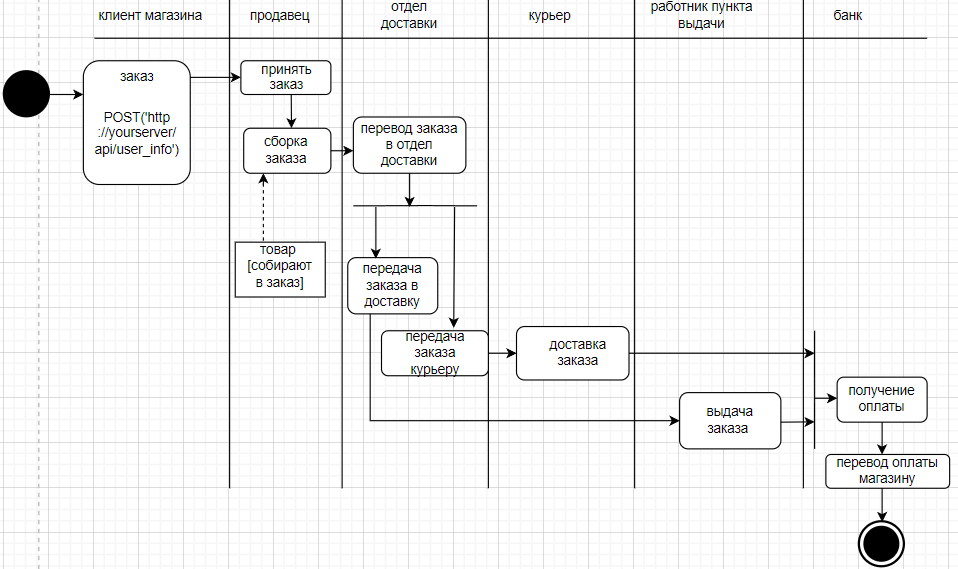 клиент магазина
продавец
отдел
доставки
курьер
работник пункта
выдачи
банк
заказ
POST('http
://yourserver/
api/user_info')
принять
заказ
сборка
заказа
перевод заказа
в отдел
доставки
товар
[собирают
в заказ]
передача
заказа в
доставку
передача
заказа
курьеру
доставка
заказа
выдача
заказа
получение
оплаты
перевод оплаты
магазину